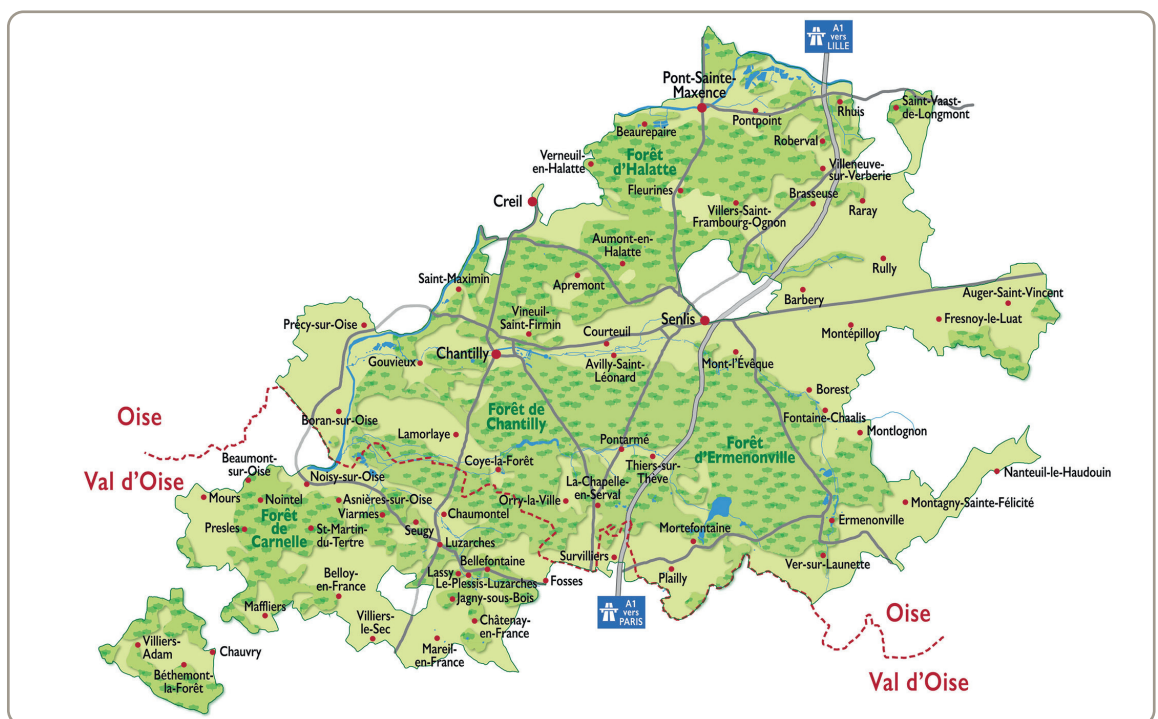 A1
vers
LILLE
Pont-Sainte-
Maxence
Saint-Vaast-
de-Longmont
Rhuis
Pontpoint
Beaurepaire
Roberval
Verneuil-
en-Halatte
Forêt
d'Halatte
Villeneuve-
sur-Verberie
Fleurines
Brasseuse
Creil
Villers-Saint-
Frambourg-Ognon
Raray
Aumont-en-
Halatte
Rully
Saint-Maximin
Apremont
Barbery
Auger-Saint-Vincent
Vineuil-
Saint-Firmin
Senlis
Fresnoy-le-Luat
Précy-sur-Oise
Courteuil
Montépilloy
Chantilly
Gouvieux
Avilly-Saint-
Léonard
Mont-l'Évêque
Borest
Oise
Boran-sur-Oise
Forêt de
Chantilly
Fontaine-Chaalis
Montlognon
Lamorlaye
Pontarmé
Forêt
d'Ermenonville
Beaumont-
sur-Oise
Coye-la-Forêt
Thiers-sur-
Thève
Nanteuil-le-Haudouin
Val d'Oise
Noisy-sur-Oise
La-Chapelle-
en-Serval
Mours
Nointel
Asnières-sur-Oise
Orry-la-Ville
Montagny-Sainte-Félicité
Viarmes
Chaumontel
Forêt
de
Carnelle
Presles
St-Martin-
du-Tertre
Seugy
Mortefontaine
Ermenonville
Luzarches
Survilliers
Bellefontaine
Ver-sur-Launette
Lassy
Le-Plessis-Luzarches
Fosses
Plailly
Belloy-
en-France
Jagny-sous-Bois
Maffliers
Villiers-
le-Sec
Châtenay-
en-France
A1
vers
PARIS
Oise
Villiers-
Adam
Chauvry
Mareil-
en-France
Béthemont-
la-Forêt
Val d'Oise